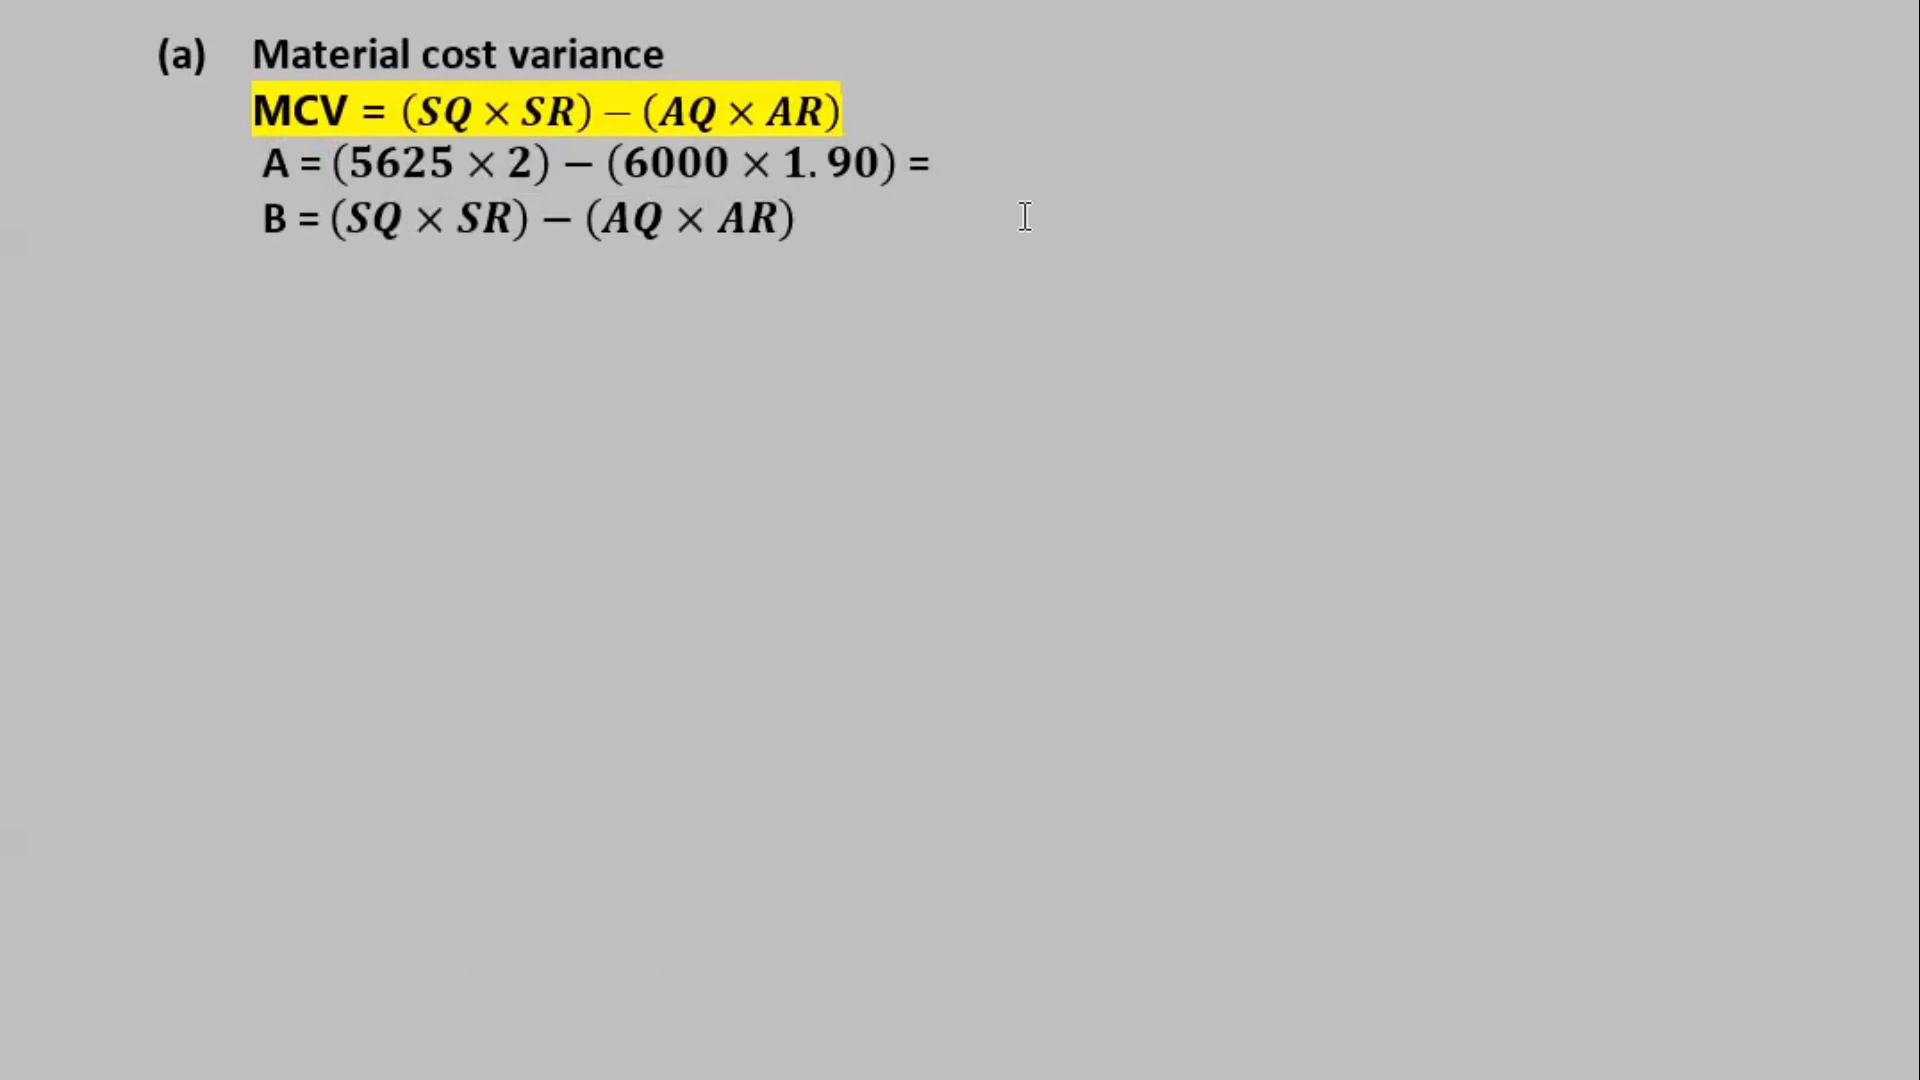 (a) Material cost variance
MCV = (SQ × SR) − (AQ × AR)
A = (5625 × 2) − (6000 × 1.90) =
B = (SQ × SR) − (AQ × AR)